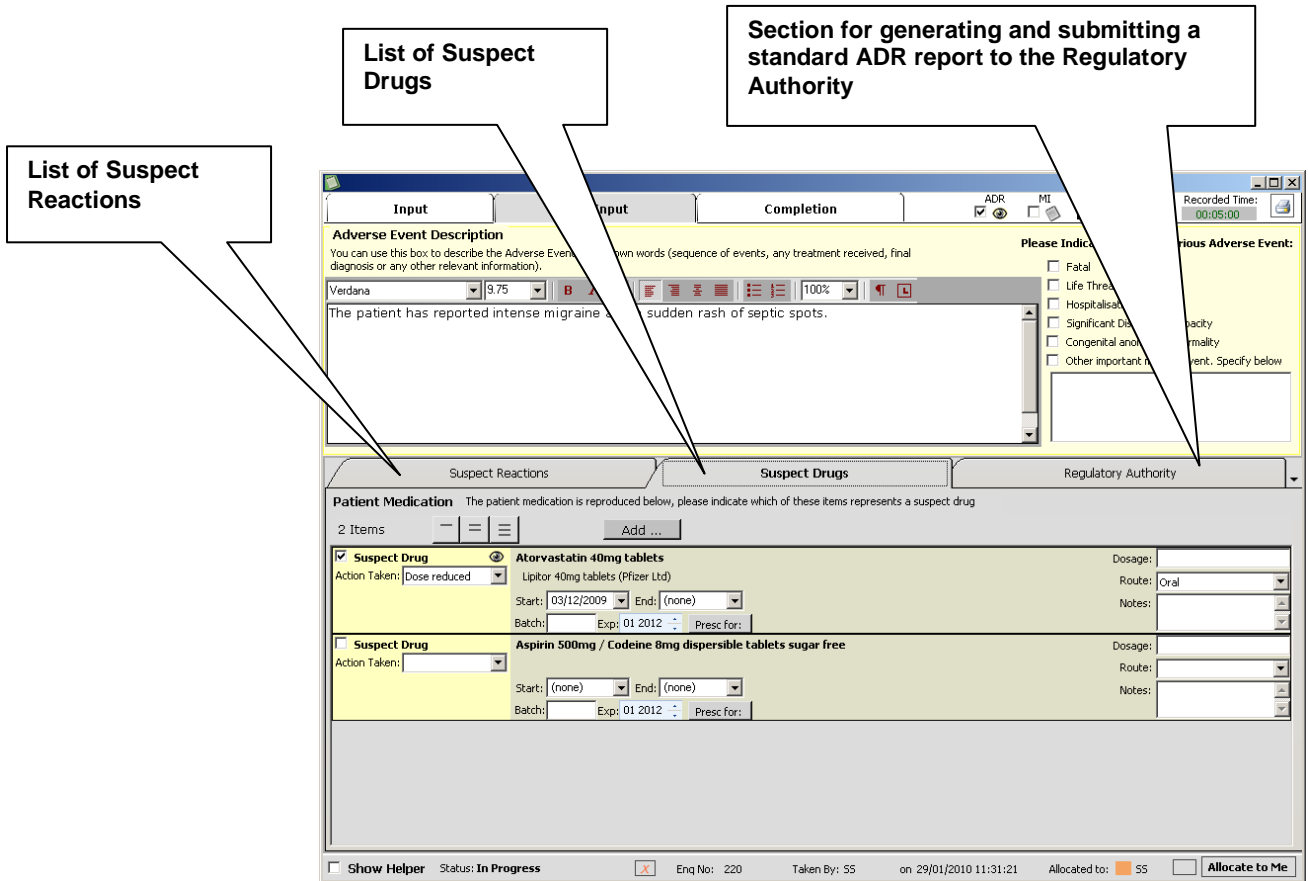 Section for generating and submitting a
standard ADR report to the Regulatory
Authority
List of Suspect
Drugs
List of Suspect
Reactions
Input
nput
Completion
ADR
MI
Recorded Time:
00:05:00
Adverse Event Description
You can use this box to describe the Adverse Even own words (sequence of events, any treatment received, final
diagnosis or any other relevant information).
Please Indica rious Adverse Event:
Fatal
Life Threa
Hospitalisa
Significant Dis pacity
Congenital ano rmality
Other important m vent. Specify below
Verdana 9.75 B 100%
The patient has reported intense migraine sudden rash of septic spots.
Suspect Reactions
Suspect Drugs
Regulatory Authority
Patient Medication The patient medication is reproduced below, please indicate which of these items represents a suspect drug
2 Items Add ...
Suspect Drug Atorvastatin 40mg tablets Dosage:
Action Taken: Dose reduced Lipitor 40mg tablets (Pfizer Ltd) Route: Oral
Start: 03/12/2009 End: (none) Notes:
Batch: Exp: 01 2012 Presc for:
Suspect Drug Aspirin 500mg / Codeine 8mg dispersible tablets sugar free Dosage:
Action Taken: Route:
Start: (none) End: (none) Notes:
Batch: Exp: 01 2012 Presc for:
Show Helper Status: In Progress X Enq No: 220 Taken By: SS on 29/01/2010 11:31:21 Allocated to: SS Allocate to Me